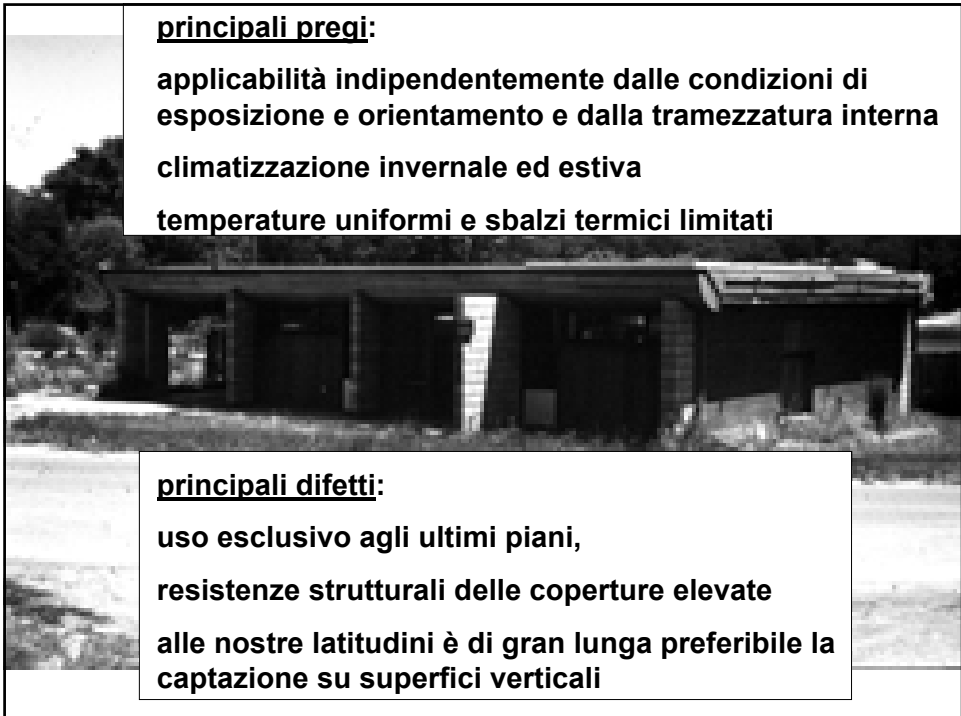 principali pregi:
applicabilità indipendentemente dalle condizioni di
esposizione e orientamento e dalla tramezzatura interna
climatizzazione invernale ed estiva
temperature uniformi e sbalzi termici limitati
principali difetti:
uso esclusivo agli ultimi piani,
resistenze strutturali delle coperture elevate
alle nostre latitudini è di gran lunga preferibile la
captazione su superfici verticali